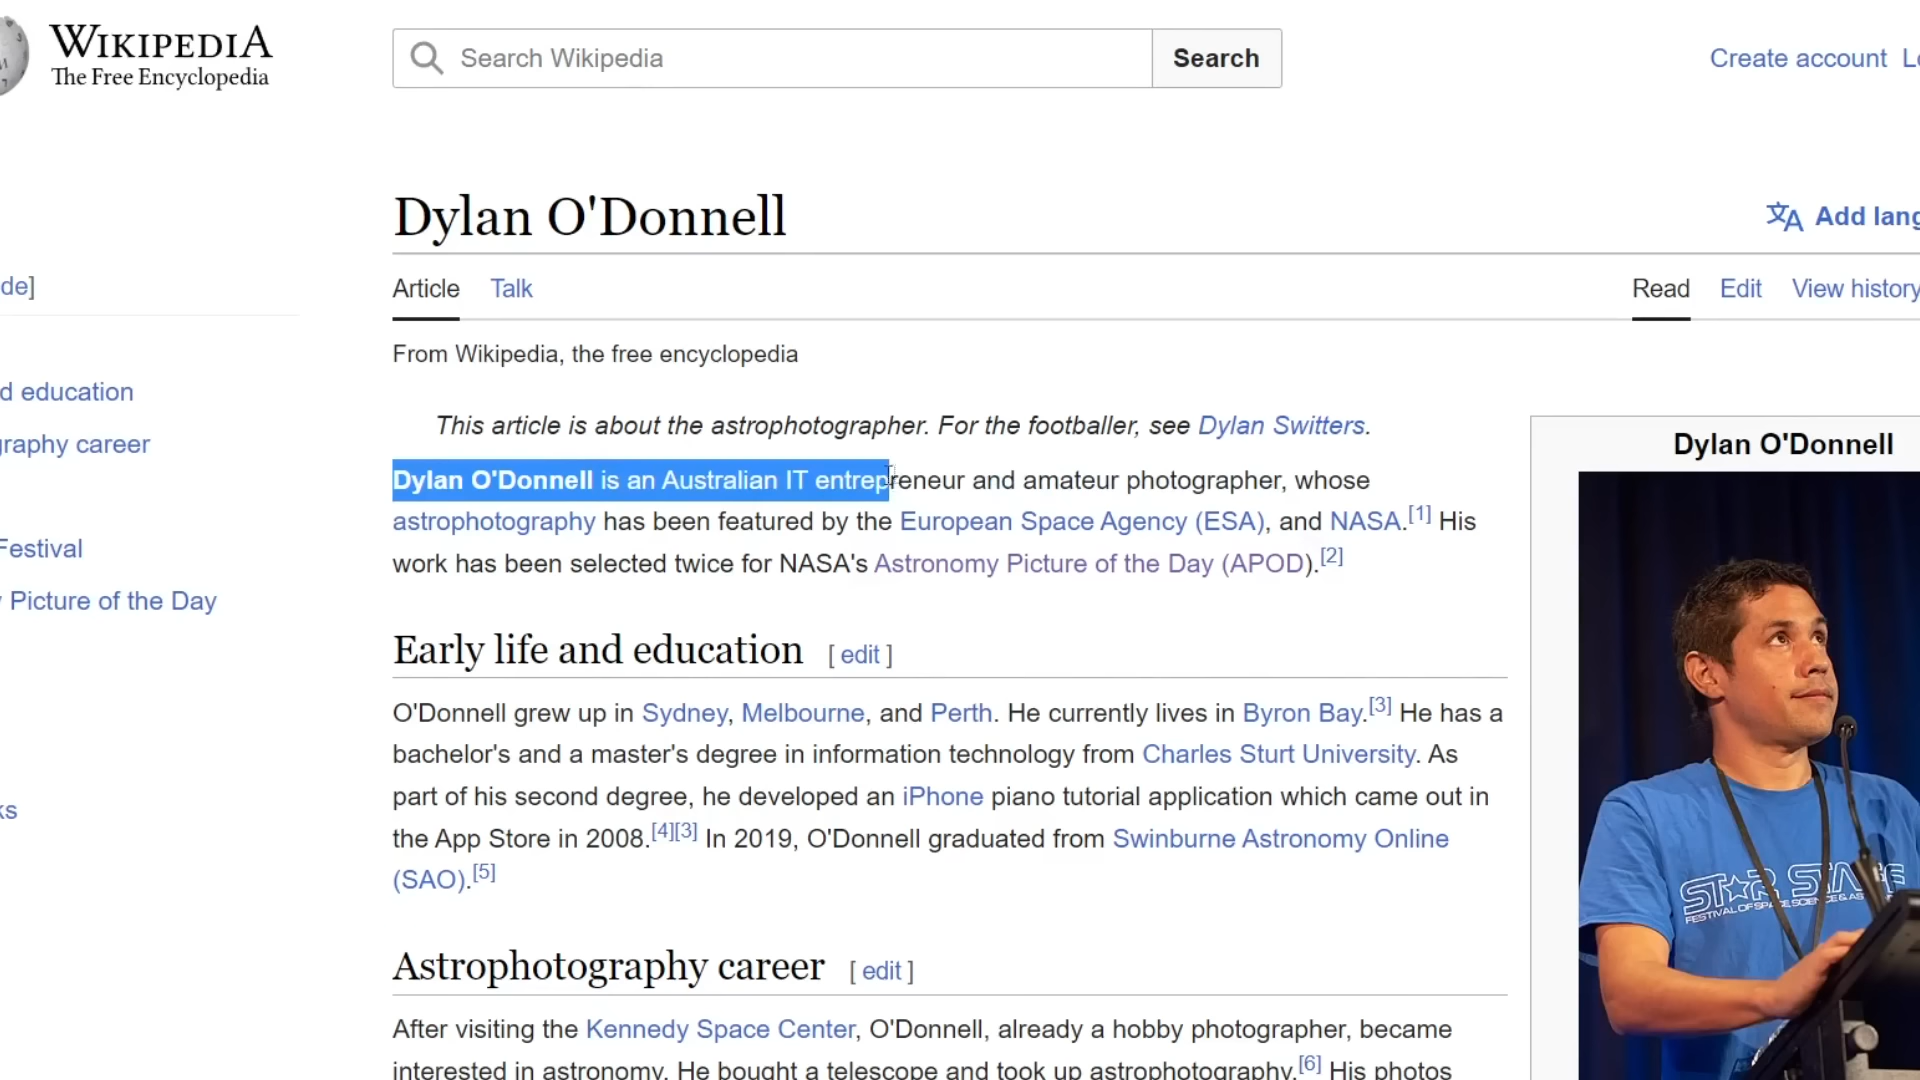 WIKIPEDIA
The Free Encyclopedia
Search Wikipedia
Search
Create account
Dylan O'Donnell
Add lang
Article
Talk
Read
Edit
View history
de]
From Wikipedia, the free encyclopedia
d education
graphy career
Festival
Picture of the Day
ks
This article is about the astrophotographer. For the footballer, see Dylan Switters.
Dylan O'Donnell is an Australian IT entrepreneur and amateur photographer, whose
astrophotography has been featured by the European Space Agency (ESA), and NASA.[1] His
work has been selected twice for NASA's Astronomy Picture of the Day (APOD).[2]
Early life and education [ edit ]
O'Donnell grew up in Sydney, Melbourne, and Perth. He currently lives in Byron Bay.[3] He has a
bachelor's and a master's degree in information technology from Charles Sturt University. As
part of his second degree, he developed an iPhone piano tutorial application which came out in
the App Store in 2008.[4][3] In 2019, O'Donnell graduated from Swinburne Astronomy Online
(SAO).[5]
Astrophotography career [ edit ]
After visiting the Kennedy Space Center, O'Donnell, already a hobby photographer, became
interested in astronomy. He bought a telescope and took up astrophotography.[6] His photos
Dylan O'Donnell
STAR STAGE
FESTIVAL OF SPACE SCIENCE & AS